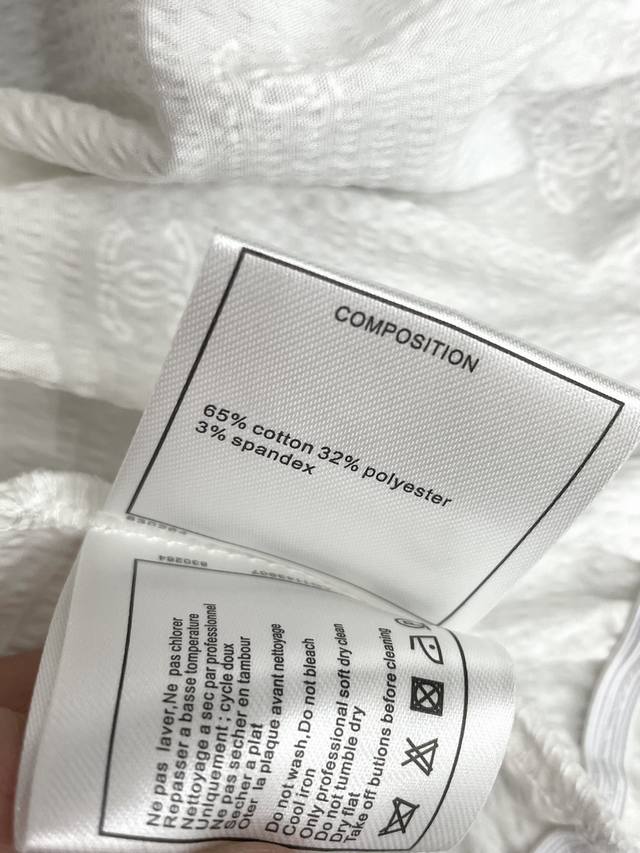 COMPOSITION
65% cotton 32% polyester
3% spandex
Ne pas laver,Ne pas chlorer
Repasser a basse temperature
Nettoyage a sec par professionnel
Uniquement ; cycle doux
Ne pas secher en tambour
Secher a plat
Oter la plaque avant nettoyage
Do not wash,Do not bleach
Cool iron
Only professional soft dry clean
Do not tumble dry
Dry flat
Take off butions before cleaning